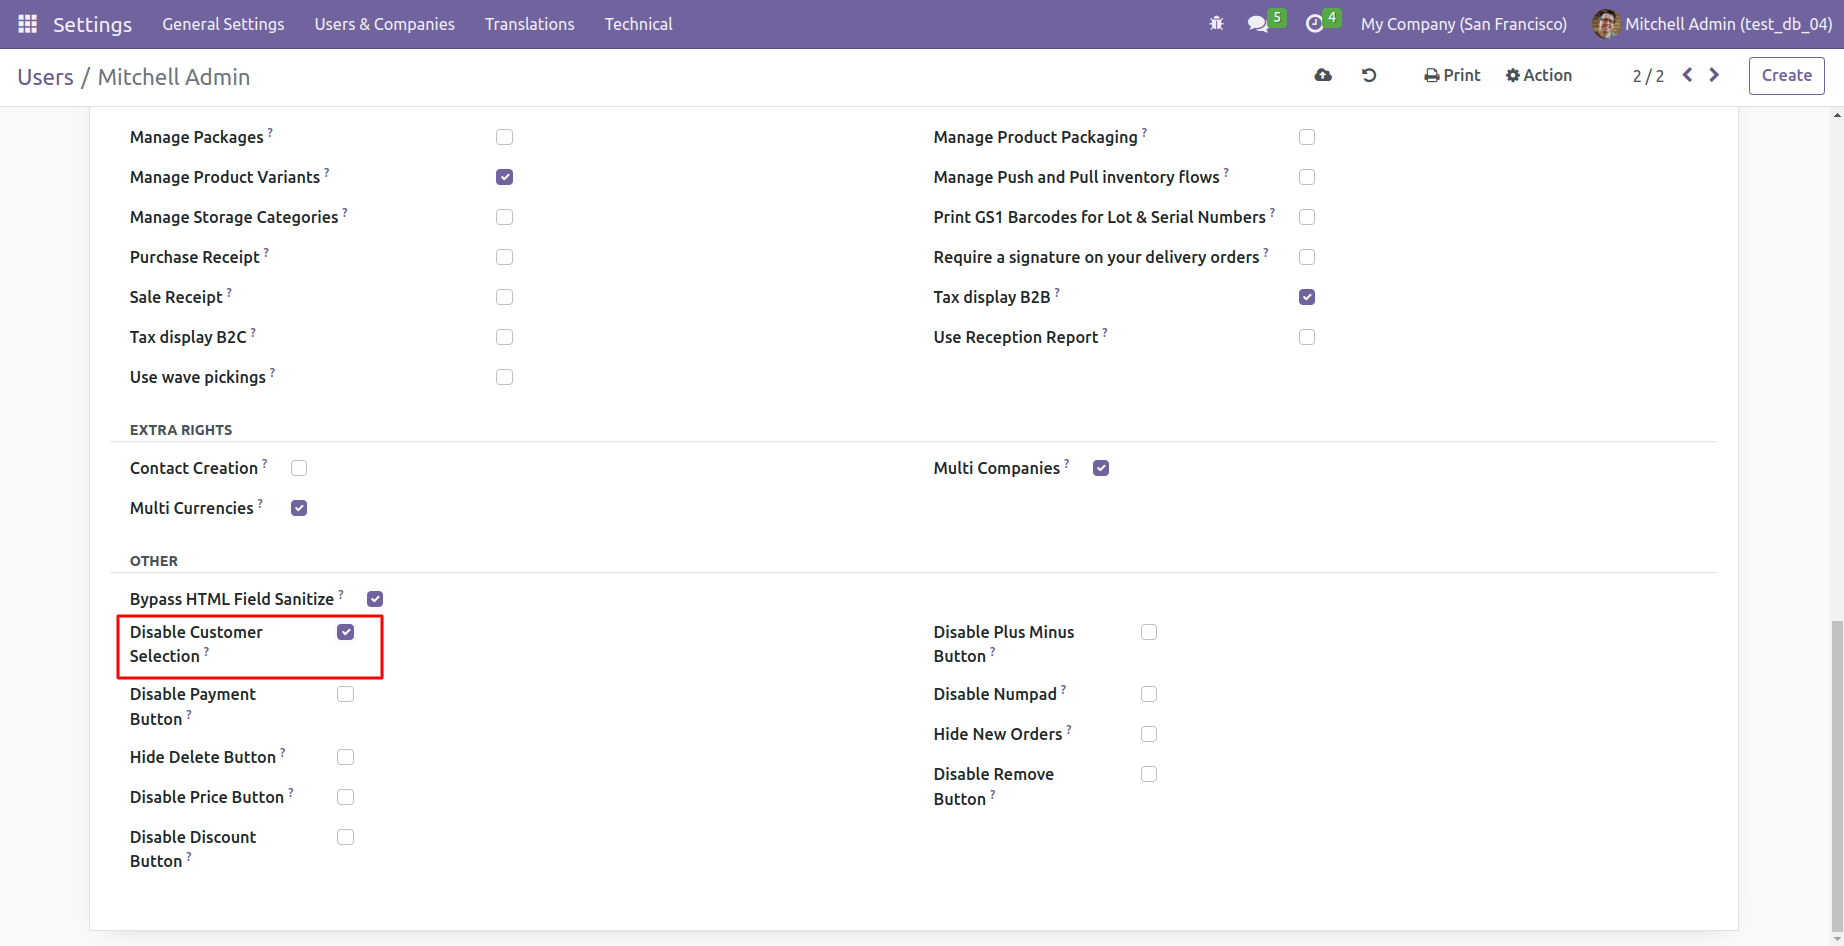 Settings General Settings Users & Companies Translations Technical 5 4 My Company (San Francisco) Mitchell Admin (test_db_04)
Users / Mitchell Admin Print Action 2 / 2 Create
Manage Packages ? Manage Product Packaging ?
Manage Product Variants ? Manage Push and Pull inventory flows ?
Manage Storage Categories ? Print GS1 Barcodes for Lot & Serial Numbers ?
Purchase Receipt ? Require a signature on your delivery orders ?
Sale Receipt ? Tax display B2B ?
Tax display B2C ? Use Reception Report ?
Use wave pickings ?
EXTRA RIGHTS
Contact Creation ? Multi Companies ?
Multi Currencies ?
OTHER
Bypass HTML Field Sanitize ?
Disable Customer
Selection ?
Disable Plus Minus
Button ?
Disable Payment
Button ?
Disable Numpad ?
Hide New Orders ?
Hide Delete Button ?
Disable Remove
Button ?
Disable Price Button ?
Disable Discount
Button ?